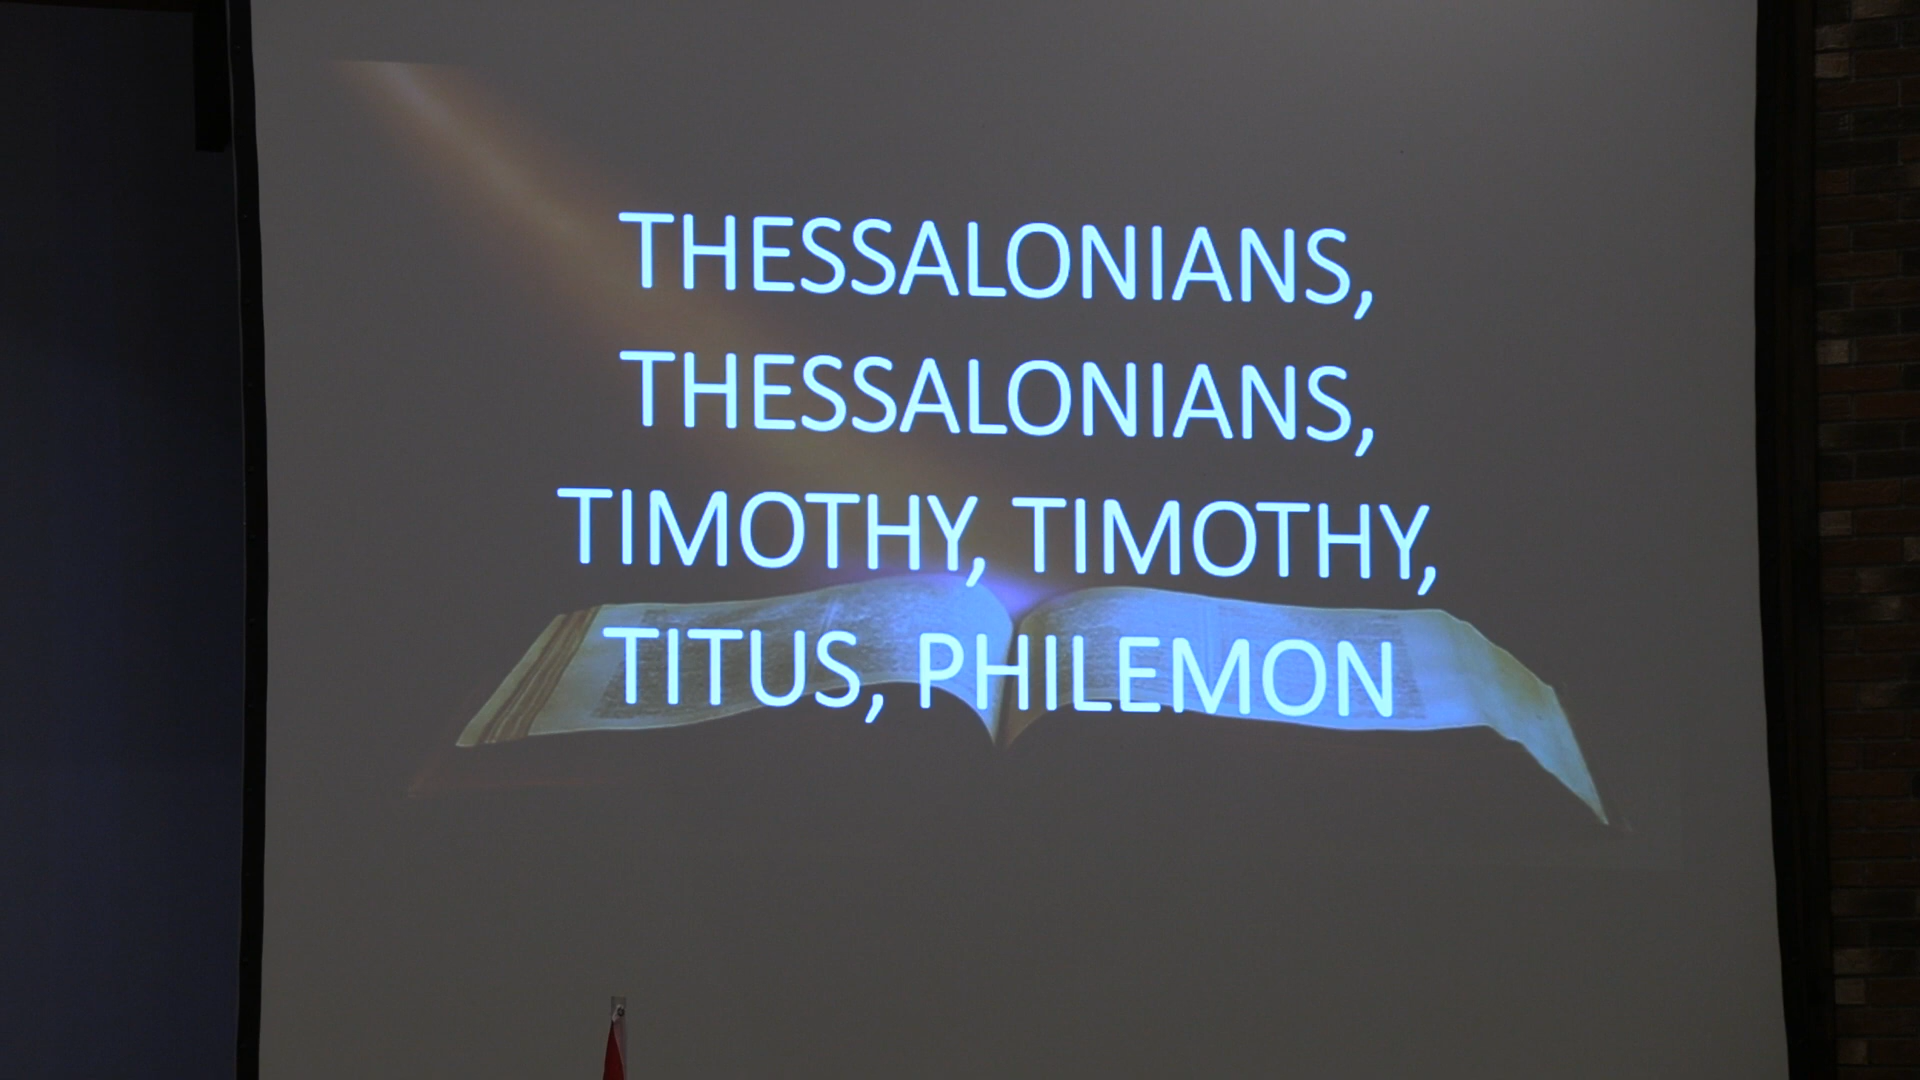 THESSALONIANS,
THESSALONIANS,
TIMOTHY, TIMOTHY,
TITUS, PHILEMON